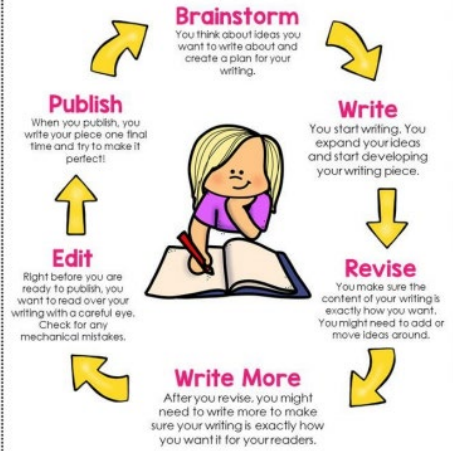 Brainstorm
You think about ideas you
want to write about and
create a plan for your
writing.
Write
You start writing. You
expand your ideas
and start developing
your writing piece.
Revise
You make sure the
content of your writing is
exactly how you want.
You might need to add or
move ideas around.
Write More
After you revise, you might
need to write more to make
sure your writing is exactly how
you want it for your readers.
Edit
Right before you are
ready to publish, you
want to read over your
writing with a careful eye.
Check for any
mechanical mistakes.
Publish
When you publish, you
write your piece one final
time and try to make it
perfect!